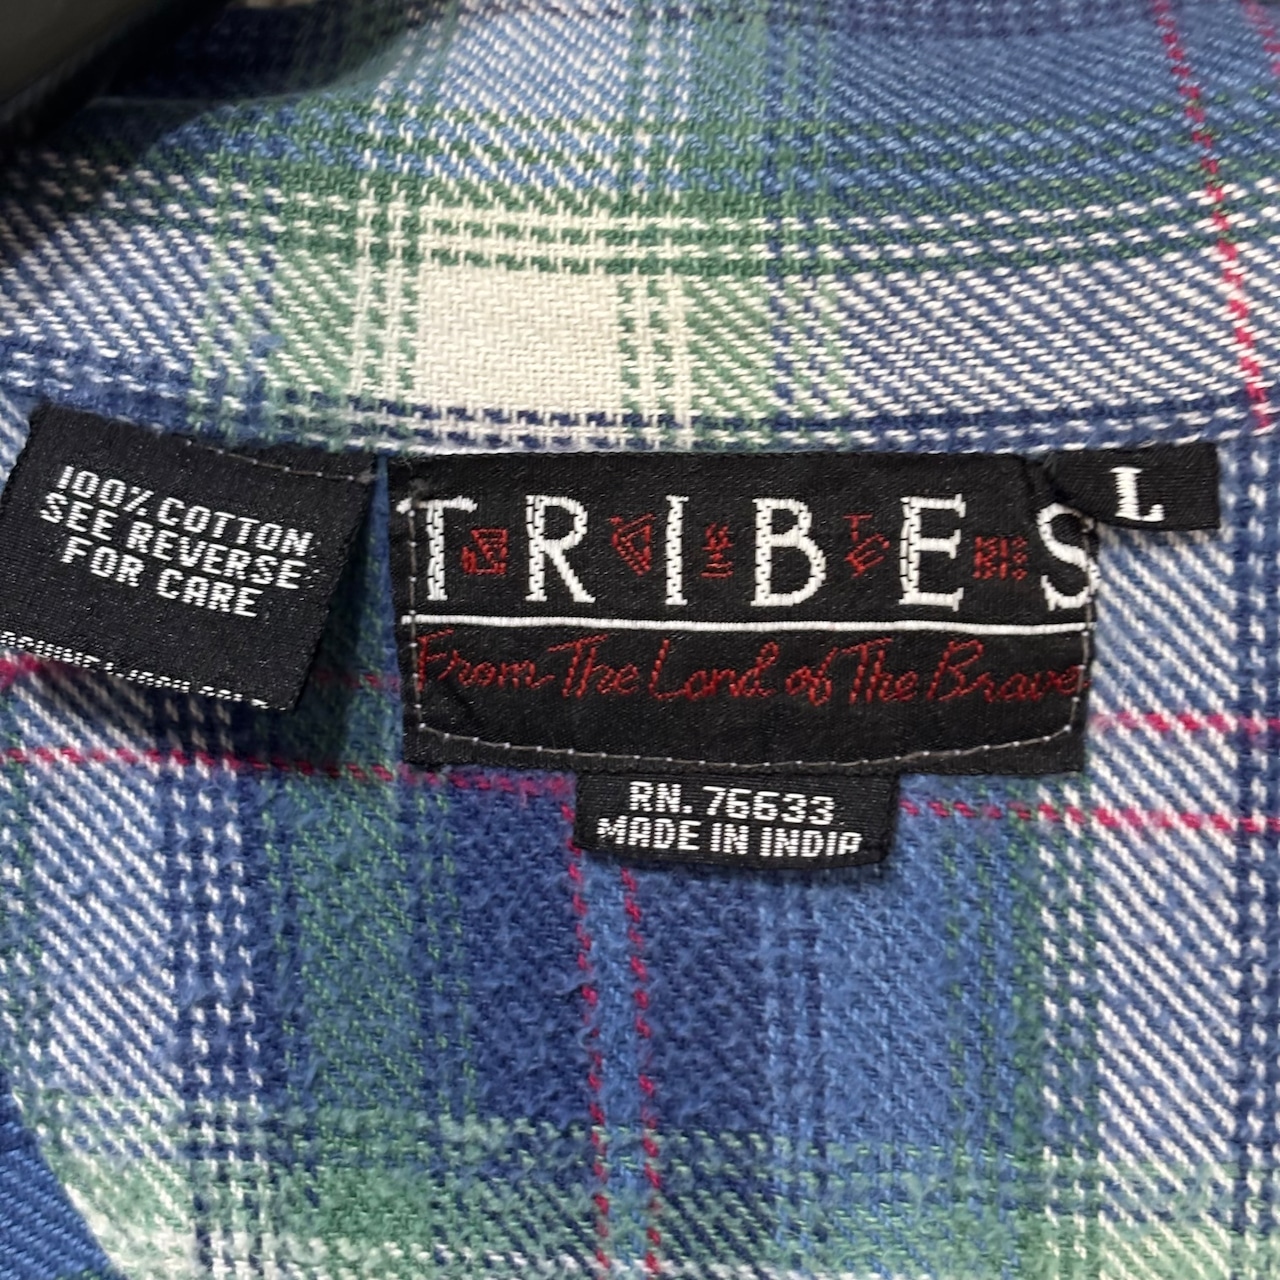 100% COTTON
SEE REVERSE
FOR CARE
TRIBES
L
From The Land of The Brave
RN. 76633
MADE IN INDIA